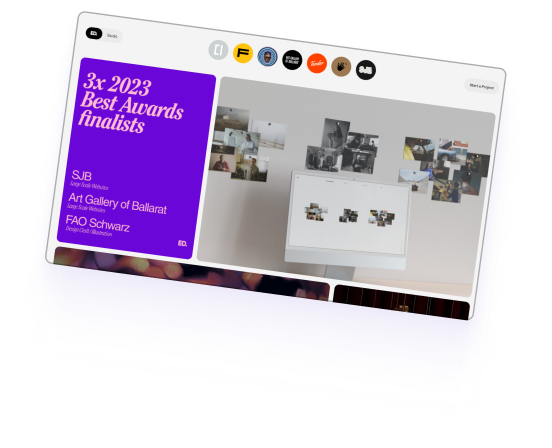 ED.
Studio
Start a Project
3x 2023
Best Awards
finalists
SJB
Large Scale Websites
Art Gallery of Ballarat
Large Scale Websites
FAO Schwarz
Design Craft / Illustration
ED.